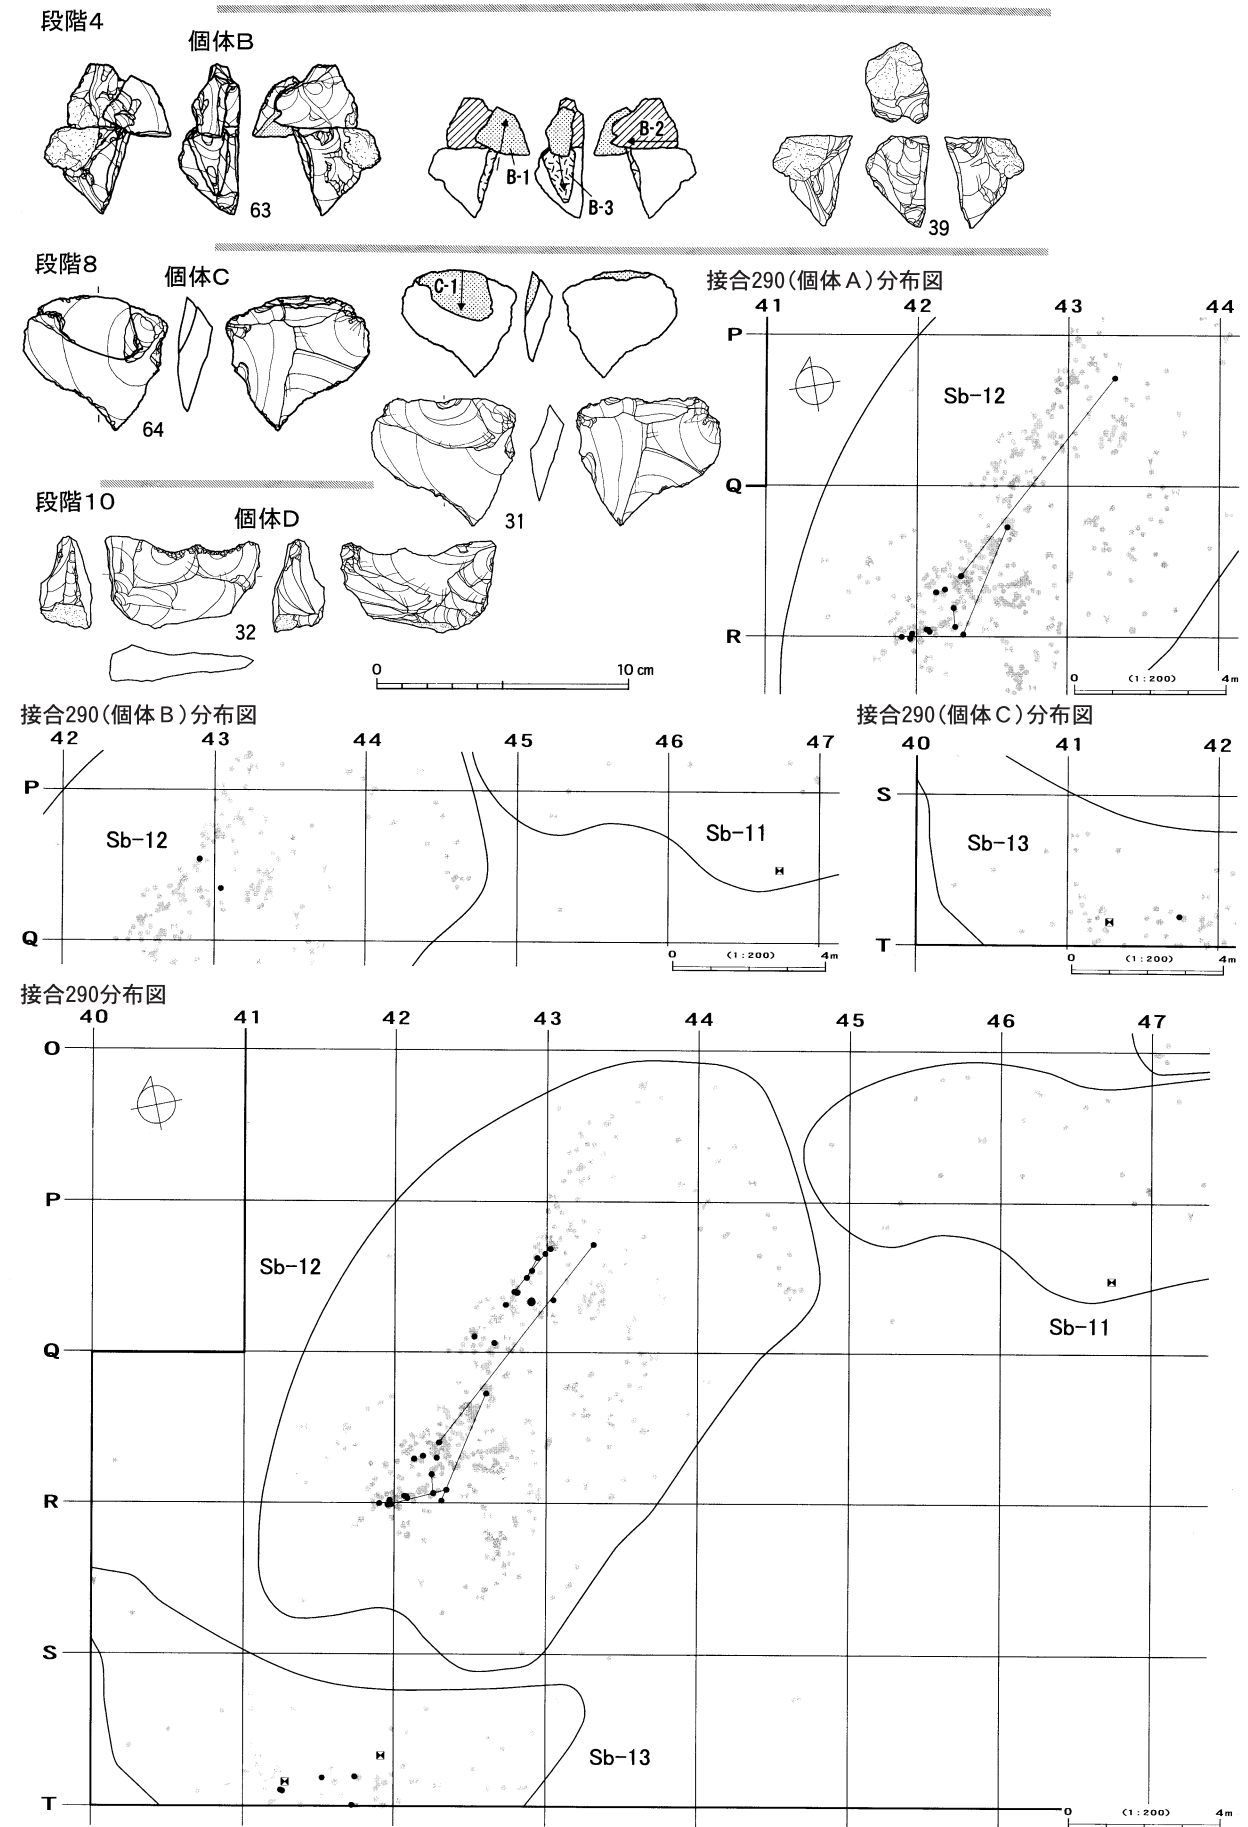 段階4
個体B
63
B-1
B-3
B-2
39
段階8
個体C
64
C-1
31
段階10
個体D
32
0 10 cm
接合290(個体A)分布図
41 42 43 44
P
Sb-12
Q
R
0 (1:200) 4m
接合290(個体B)分布図
42 43 44 45 46 47
P
Sb-12
Sb-11
Q
0 (1:200) 4m
接合290(個体C)分布図
40 41 42
S
Sb-13
T
0 (1:200) 4m
接合290分布図
40 41 42 43 44 45 46 47
O
P
Sb-12
Sb-11
Q
R
S
Sb-13
T
0 (1:200) 4m